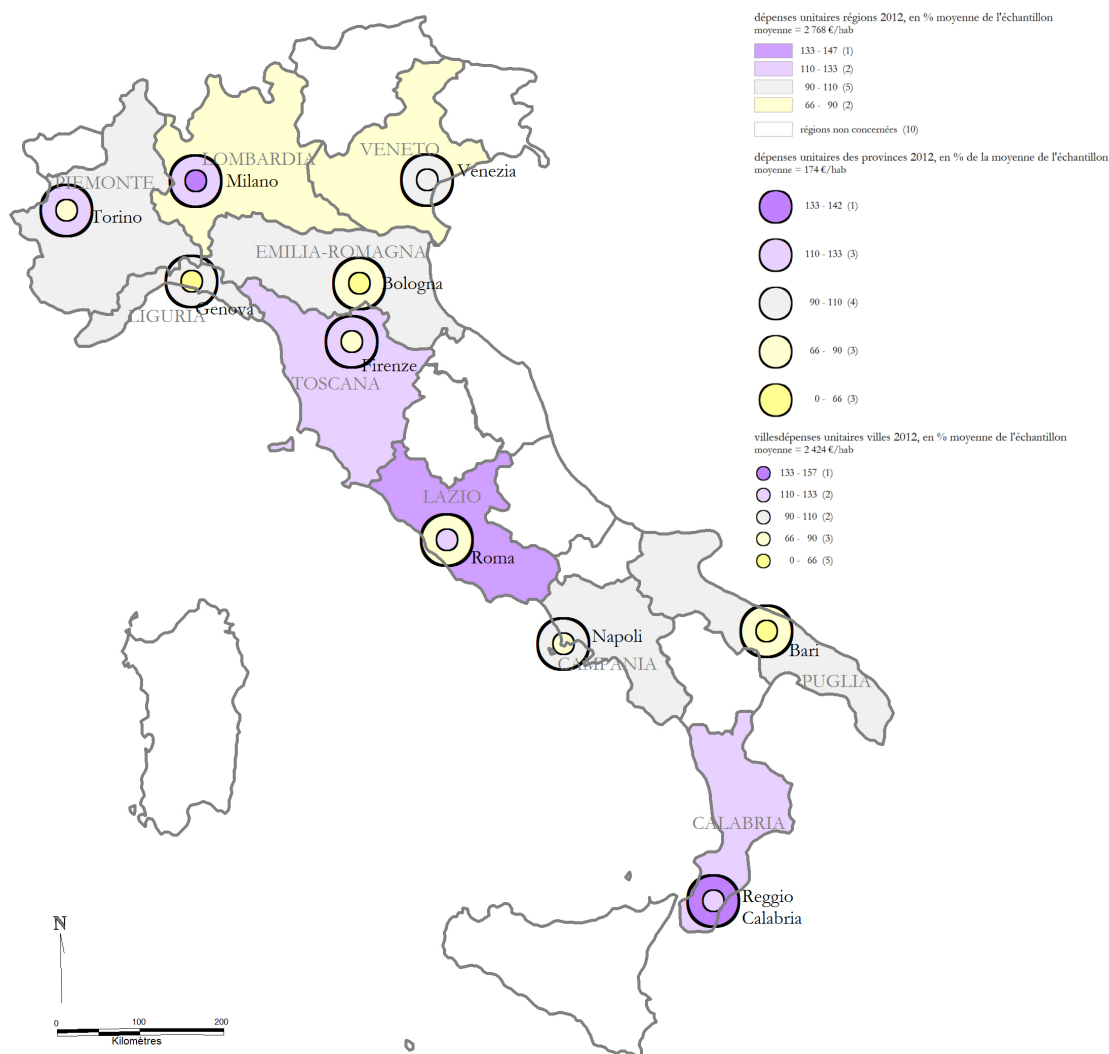 dépenses unitaires régions 2012, en % moyenne de l'échantillon
moyenne = 2 768 €/hab
133 - 147 (1)
110 - 133 (2)
90 - 110 (5)
66 - 90 (2)
régions non concernées (10)
dépenses unitaires des provinces 2012, en % de la moyenne de l'échantillon
moyenne = 174 €/hab
133 - 142 (1)
110 - 133 (3)
90 - 110 (4)
66 - 90 (3)
0 - 66 (3)
villesdépenses unitaires villes 2012, en % moyenne de l'échantillon
moyenne = 2 424 €/hab
133 - 157 (1)
110 - 133 (2)
90 - 110 (2)
66 - 90 (3)
0 - 66 (5)
VENETO
LOMBARDIA
Venezia
Milano
PIEMONTE
Torino
EMILIA-ROMAGNA
Bologna
Genova
LIGURIA
Firenze
TOSCANA
LAZIO
Roma
Napoli
CAMPANIA
Bari
PUGLIA
CALABRIA
Reggio
Calabria
N
0 100 200
Kilomètres